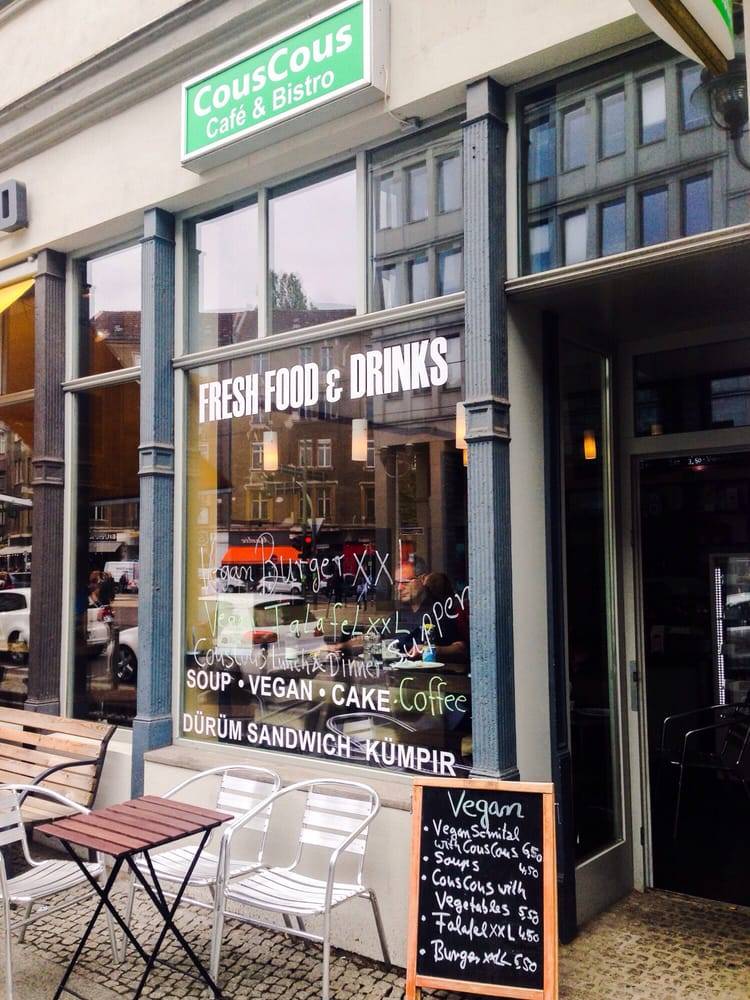 CousCous
Café & Bistro
FRESH FOOD & DRINKS
Vegan Burger XXL
Vegan Falafel XXL
Supper
CousCous Lunch & Dinner
SOUP • VEGAN • CAKE • Coffee
DÜRÜM SANDWICH KÜMPIR
Vegan
• Vegan Schnitzel
with CousCous 6,50
• Soups 4,50
• CousCous with
Vegetables 5.50
• Falafel XXL 4.50
• Burger XXL 5.50